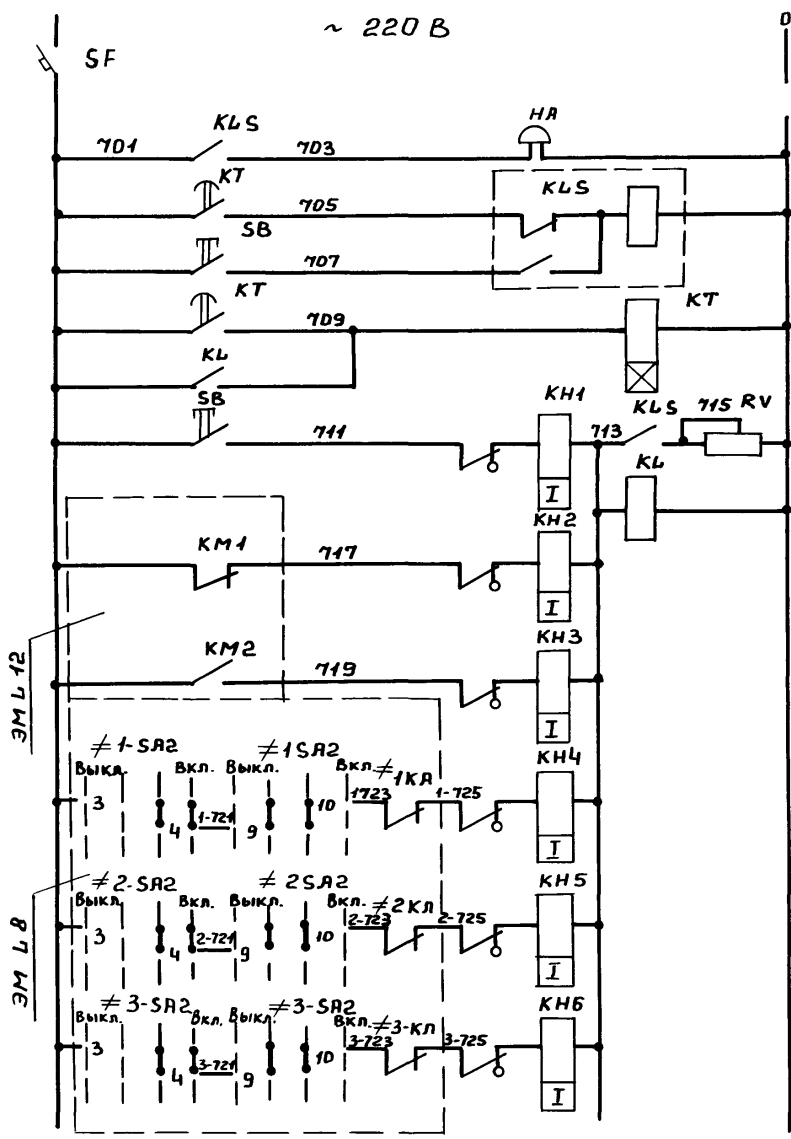 ~ 220 В
0
SF
701 KLS 703 HA
KT 705 KLS
SB 707
KT 709 KT
KL
SB 711 KH1 713 KLS 715 RV
I
KL
KM1 717 KH2
I
KM2 719 KH3
I
ЭМ L 12
≠1-SA2 ≠1SA2 ≠1КЛ KH4
Выкл. Вкл. Выкл. Вкл.
3 4 1-721 9 10 1723 1-725
I
≠2-SA2 ≠2SA2 ≠2КЛ KH5
Выкл. Вкл. Выкл. Вкл.
3 4 2-721 9 10 2-723 2-725
I
ЭМ L 8
≠3-SA2 ≠3-SA2 ≠3-КЛ KH6
Выкл. Вкл. Выкл. Вкл.
3 4 3-721 9 10 3-723 3-725
I